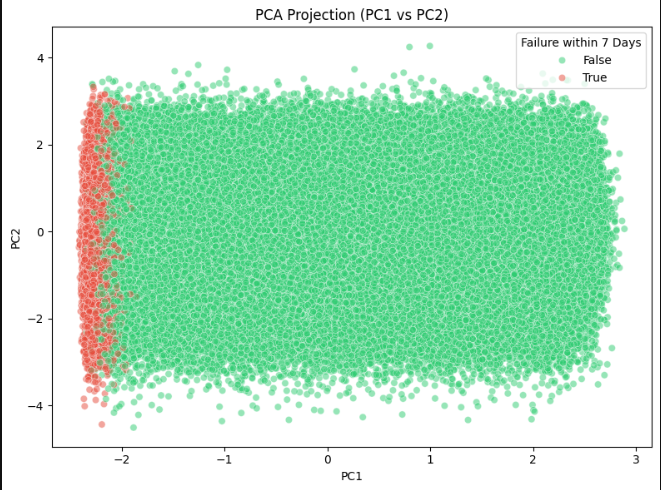 PCA Projection (PC1 vs PC2)
Failure within 7 Days
False
True
4
2
0
−2
−4
PC2
−2
−1
0
1
2
3
PC1